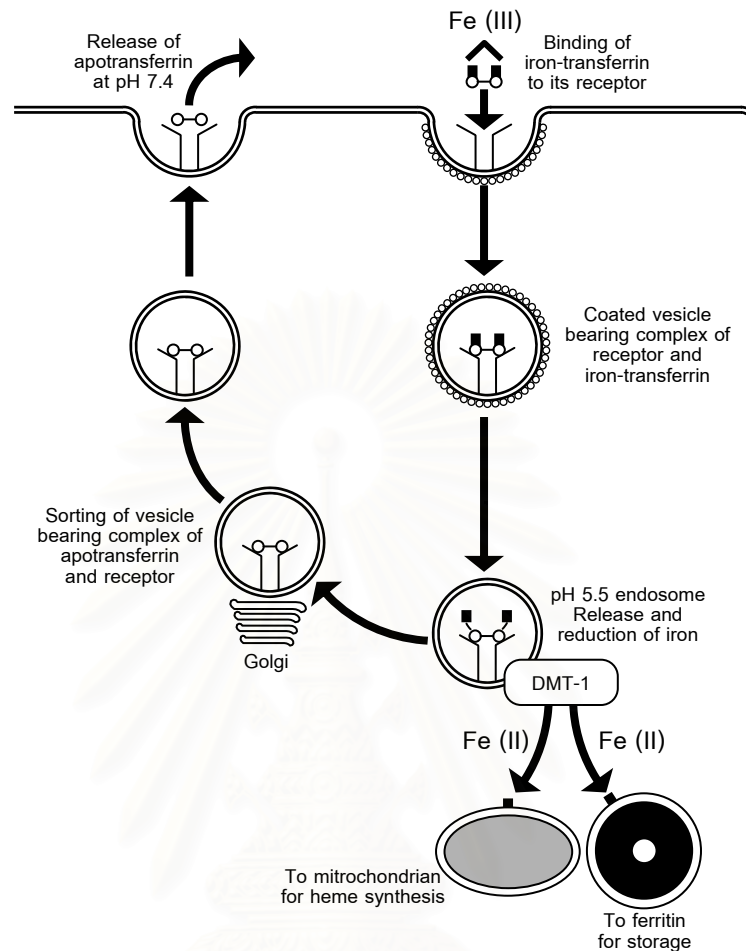 Release of
apotransferrin
at pH 7.4
Fe (III)
Binding of
iron-transferrin
to its receptor
Coated vesicle
bearing complex of
receptor and
iron-transferrin
Sorting of vesicle
bearing complex of
apotransferrin
and receptor
Golgi
pH 5.5 endosome
Release and
reduction of iron
DMT-1
Fe (II)
Fe (II)
To mitrochondrian
for heme synthesis
To ferritin
for storage